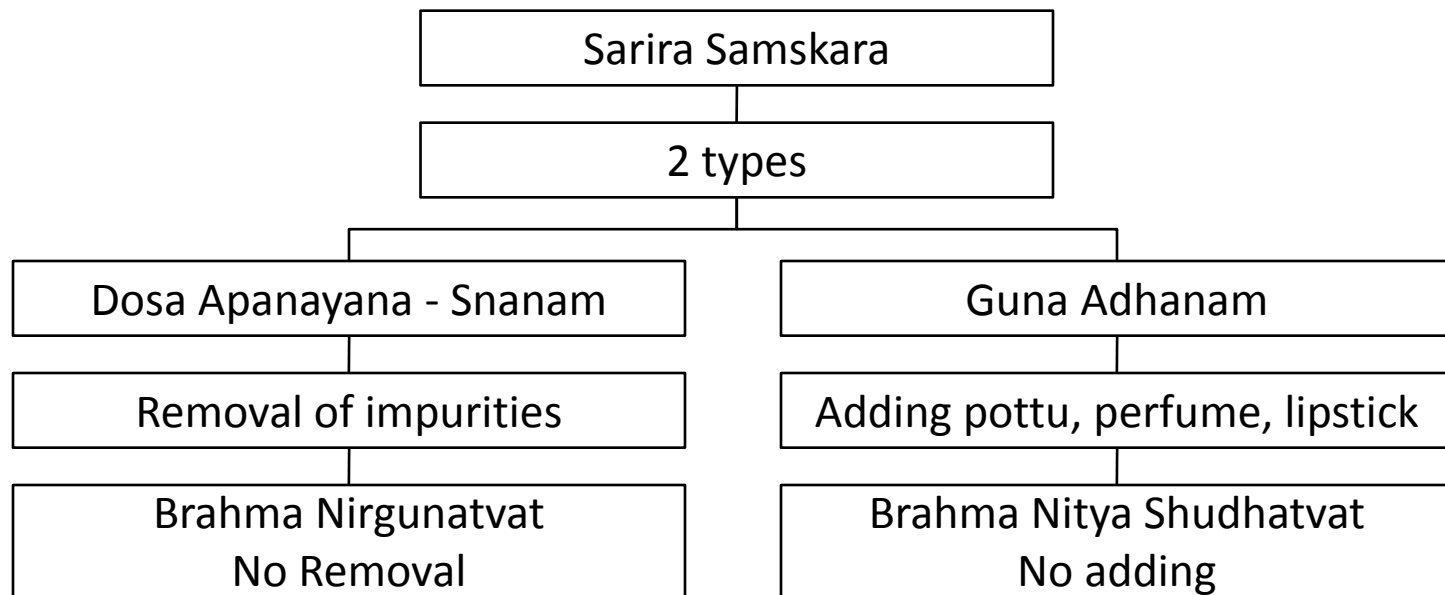 Sarira Samskara
2 types
Dosa Apanayana - Snanam
Guna Adhanam
Removal of impurities
Adding pottu, perfume, lipstick
Brahma Nirgunatvat
No Removal
Brahma Nitya Shudhatvat
No adding